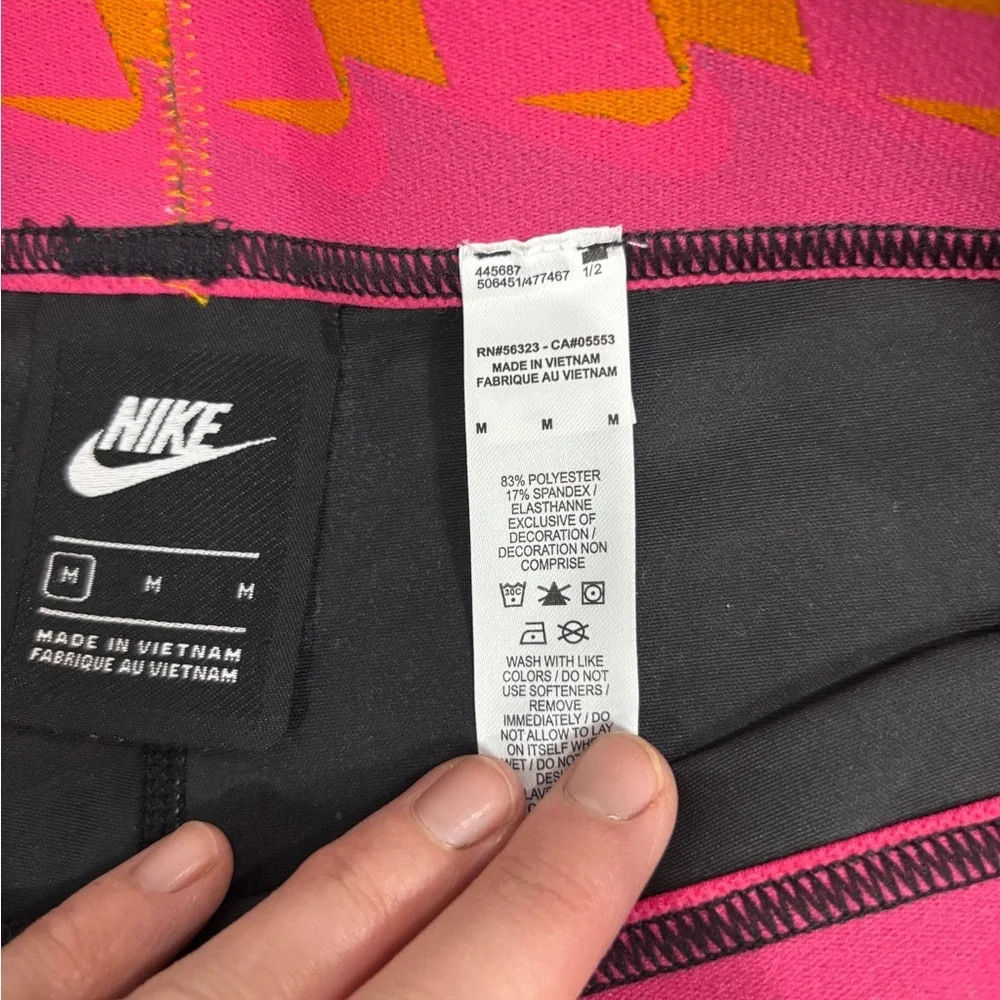 NIKE
M M M
MADE IN VIETNAM
FABRIQUE AU VIETNAM
445687
506451/477467 1/2
RN#56323 - CA#05553
MADE IN VIETNAM
FABRIQUE AU VIETNAM
M M M
83% POLYESTER
17% SPANDEX /
ELASTHANNE
EXCLUSIVE OF
DECORATION /
DECORATION NON
COMPRISE
30C
WASH WITH LIKE
COLORS / DO NOT
USE SOFTENERS /
REMOVE
IMMEDIATELY / DO
NOT ALLOW TO LAY
ON ITSELF
WET / DO